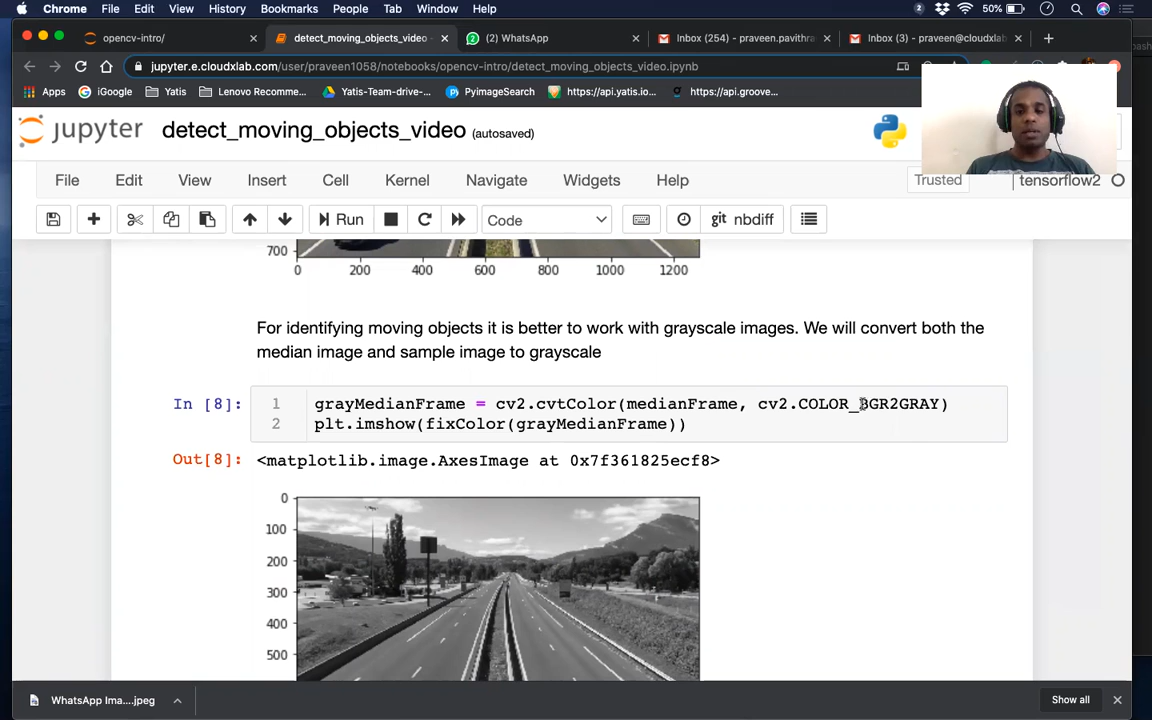 Chrome File Edit View History Bookmarks People Tab Window Help 2 50%
opencv-intro/ detect_moving_objects_video (2) WhatsApp Inbox (254) - praveen.pavithra Inbox (3) - praveen@cloudxlab
jupyter.e.cloudxlab.com/user/praveen1058/notebooks/opencv-intro/detect_moving_objects_video.ipynb
Apps iGoogle Yatis Lenovo Recomme... Yatis-Team-drive-... PyimageSearch https://api.yatis.io... https://api.groove...
jupyter detect_moving_objects_video (autosaved)
File Edit View Insert Cell Kernel Navigate Widgets Help Trusted tensorflow2
Run Code git nbdiff
700
0 200 400 600 800 1000 1200
For identifying moving objects it is better to work with grayscale images. We will convert both the
median image and sample image to grayscale
In [8]: 1 grayMedianFrame = cv2.cvtColor(medianFrame, cv2.COLOR_BGR2GRAY)
2 plt.imshow(fixColor(grayMedianFrame))
Out[8]: <matplotlib.image.AxesImage at 0x7f361825ecf8>
0
100
200
300
400
500
WhatsApp Ima....jpeg Show all